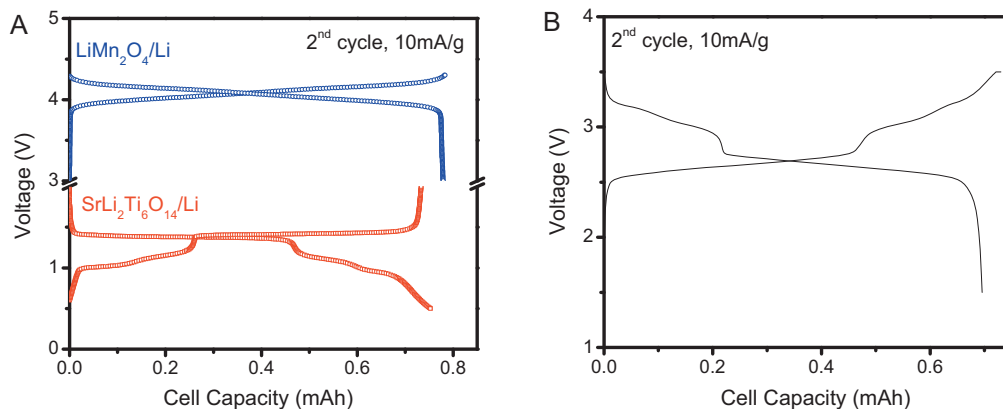 A
LiMn₂O₄/Li
2ⁿᵈ cycle, 10mA/g
5
4
3
SrLi₂Ti₆O₁₄/Li
1
0
Voltage (V)
0.0 0.2 0.4 0.6 0.8
Cell Capacity (mAh)
B
2ⁿᵈ cycle, 10mA/g
4
3
2
1
Voltage (V)
0.0 0.2 0.4 0.6
Cell Capacity (mAh)